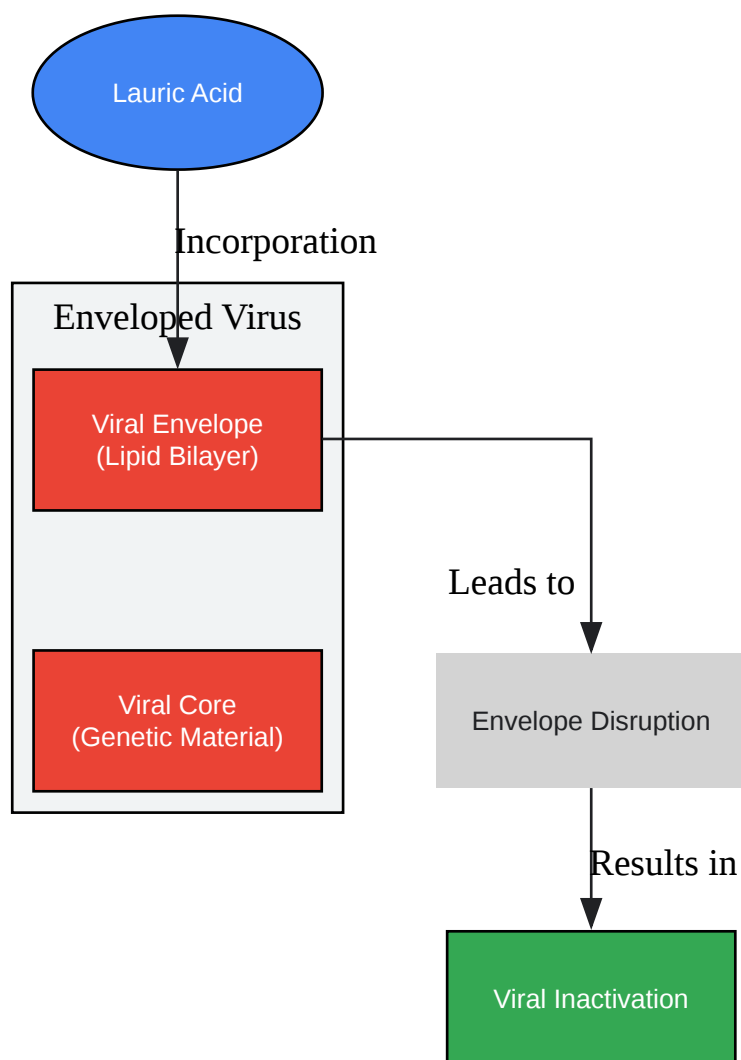 Lauric Acid
Incorporation
Enveloped Virus
Viral Envelope
(Lipid Bilayer)
Leads to
Viral Core
(Genetic Material)
Envelope Disruption
Results in
Viral Inactivation